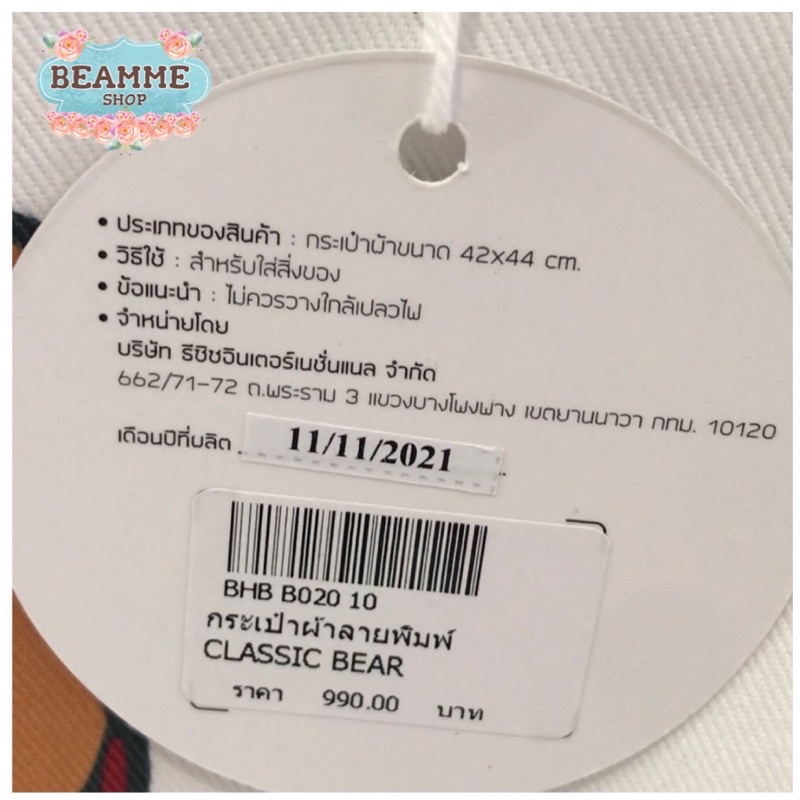 BEAMME
SHOP
• ประเภทของสินค้า : กระเป๋าผ้าขนาด 42x44 cm.
• วิธีใช้ : สำหรับใส่สิ่งของ
• ข้อแนะนำ : ไม่ควรวางใกล้เปลวไฟ
• จำหน่ายโดย
บริษัท ธีซิซอินเตอร์เนชั่นแนล จำกัด
662/71-72 ถ.พระราม 3 แขวงบางโพงพาง เขตยานนาวา กทม. 10120
เดือนปีที่ผลิต 11/11/2021
BHB B020 10
กระเป๋าผ้าลายพิมพ์
CLASSIC BEAR
ราคา 990.00 บาท